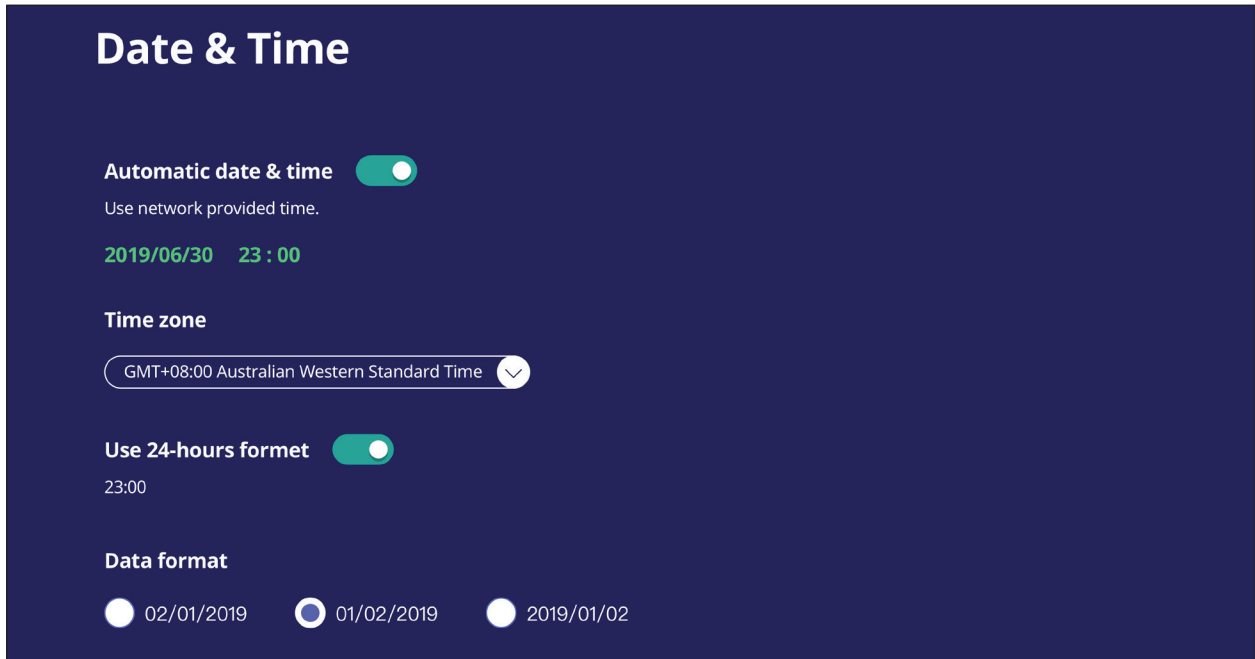 Date & Time
Automatic date & time
Use network provided time.
2019/06/30 23 : 00
Time zone
GMT+08:00 Australian Western Standard Time
Use 24-hours formet
23:00
Data format
02/01/2019 01/02/2019 2019/01/02